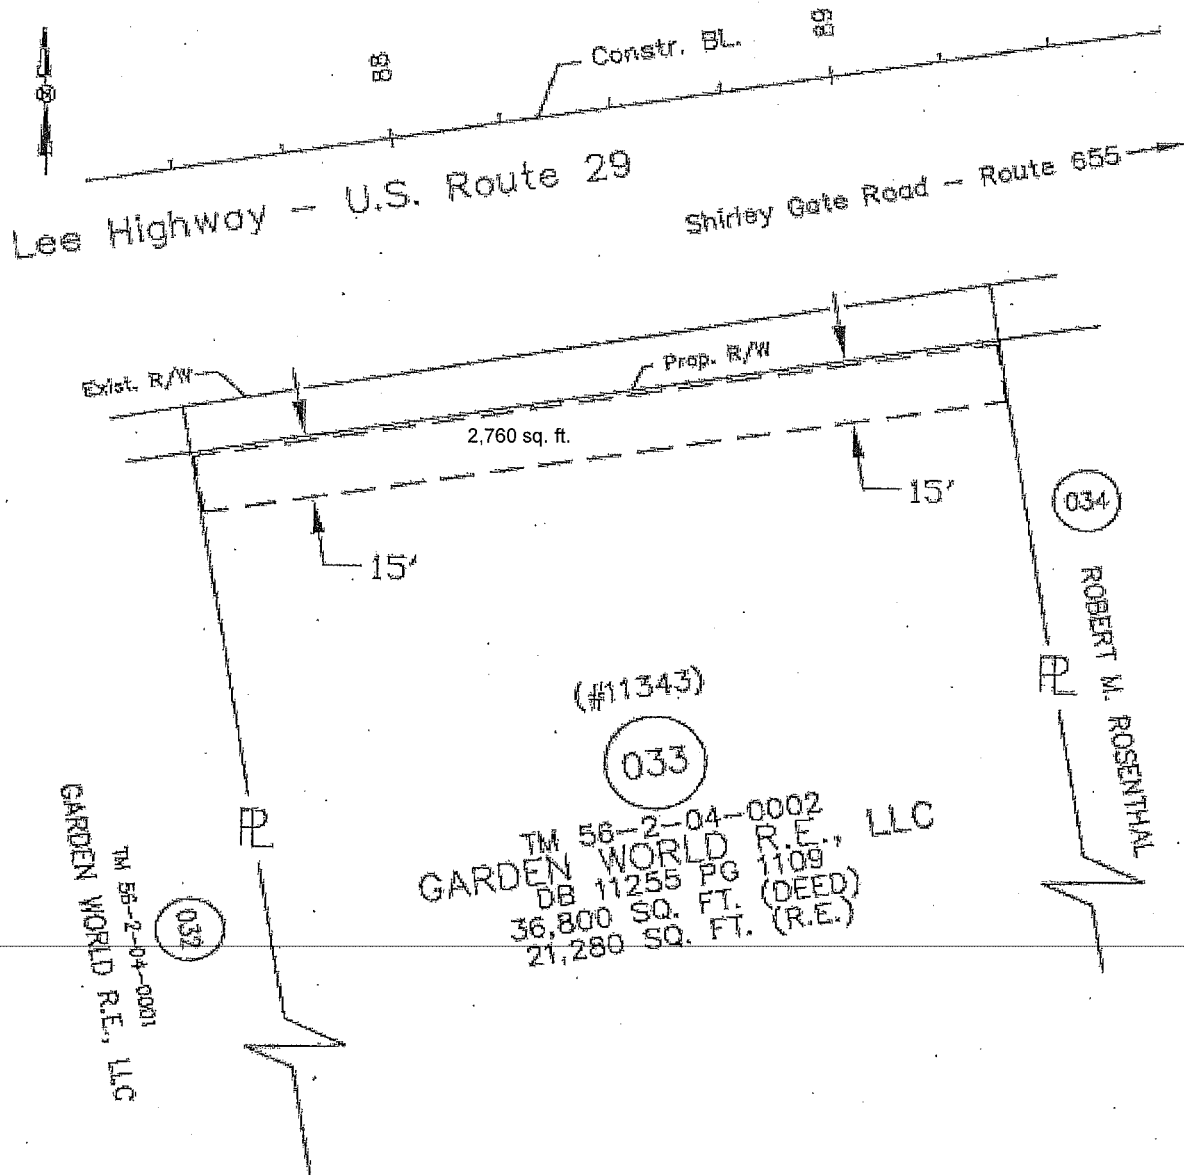 88
89
Constr. BL.
Lee Highway - U.S. Route 29
Shirley Gate Road - Route 655
Exist. R/W
Prop. R/W
2,760 sq. ft.
15'
15'
034
ROBERT M. ROSENTHAL
(#11343)
033
TM 56-2-04-0002
GARDEN WORLD R.E., LLC
DB 11255 PG 1109
36,800 SQ. FT. (DEED)
21,280 SQ. FT. (R.E.)
PL
PL
032
TM 56-2-04-0001
GARDEN WORLD R.E., LLC